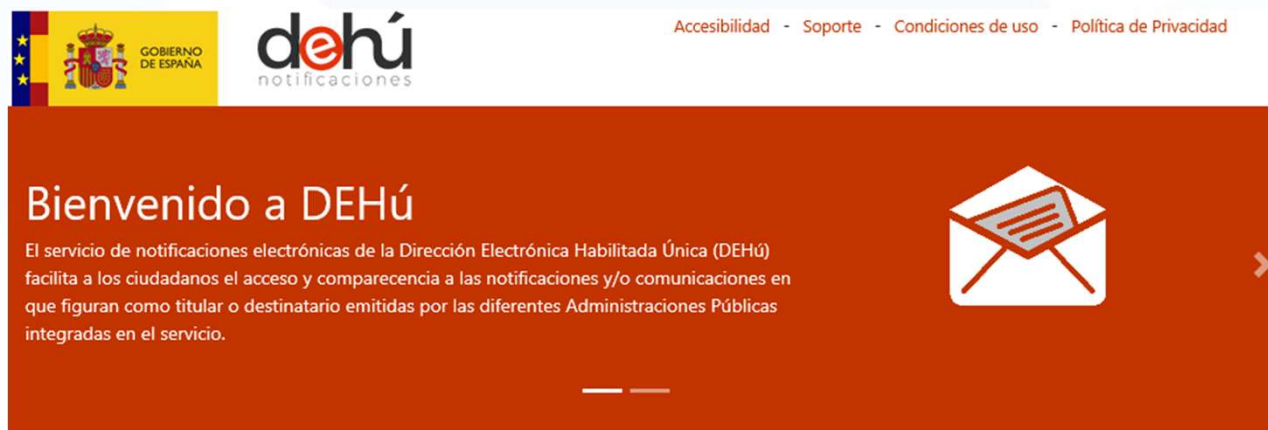 GOBIERNO
DE ESPAÑA
dehú
notificaciones
Accesibilidad - Soporte - Condiciones de uso - Política de Privacidad
Bienvenido a DEHú
El servicio de notificaciones electrónicas de la Dirección Electrónica Habilitada Única (DEHú)
facilita a los ciudadanos el acceso y comparecencia a las notificaciones y/o comunicaciones en
que figuran como titular o destinatario emitidas por las diferentes Administraciones Públicas
integradas en el servicio.